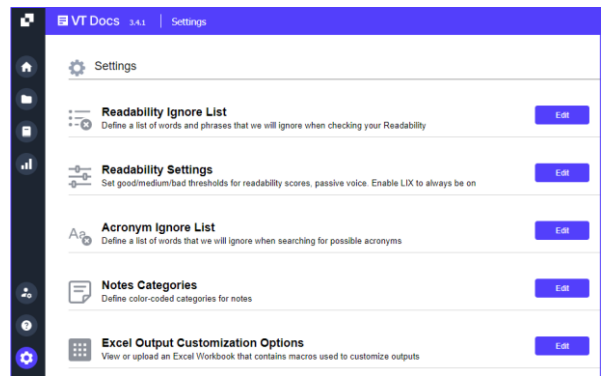 VT Docs 3.4.1 Settings
Settings
Readability Ignore List
Define a list of words and phrases that we will ignore when checking your Readability
Edit
Readability Settings
Set good/medium/bad thresholds for readability scores, passive voice. Enable LIX to always be on
Edit
Aa
Acronym Ignore List
Define a list of words that we will ignore when searching for possible acronyms
Edit
Notes Categories
Define color-coded categories for notes
Edit
Excel Output Customization Options
View or upload an Excel Workbook that contains macros used to customize outputs
Edit